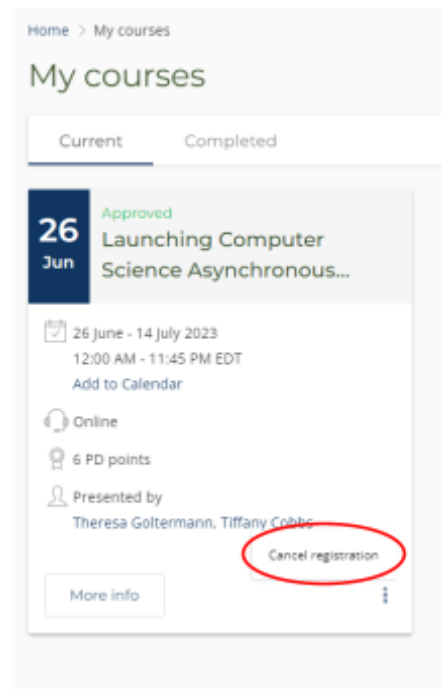 Home > My courses
My courses
Current Completed
26 Jun
Approved
Launching Computer
Science Asynchronous...
26 June - 14 July 2023
12:00 AM - 11:45 PM EDT
Add to Calendar
Online
6 PD points
Presented by
Theresa Goltermann, Tiffany Cobbs
Cancel registration
More info